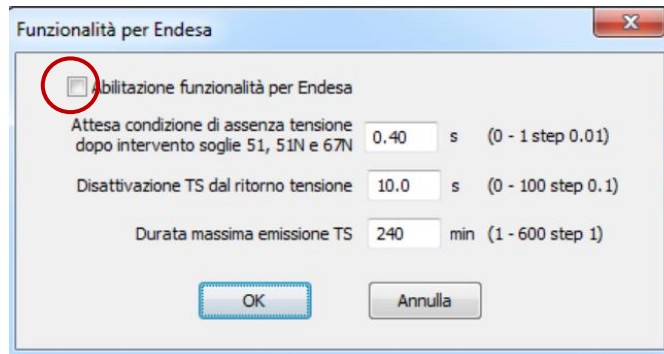 Funzionalità per Endesa
Abilitazione funzionalità per Endesa
Attesa condizione di assenza tensione
dopo intervento soglie 51, 51N e 67N
0.40 s (0 - 1 step 0.01)
Disattivazione TS dal ritorno tensione 10.0 s (0 - 100 step 0.1)
Durata massima emissione TS 240 min (1 - 600 step 1)
OK Annulla